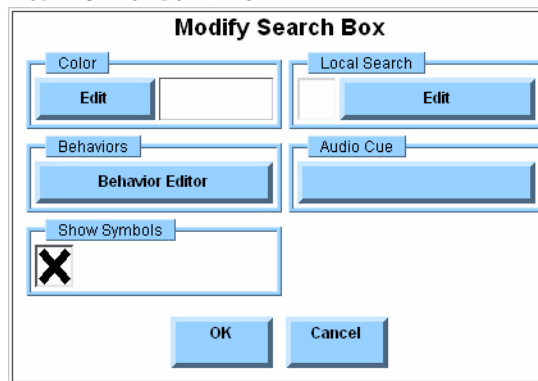 Modify Search Box
Color
Local Search
Edit
Edit
Behaviors
Audio Cue
Behavior Editor
Show Symbols
OK
Cancel